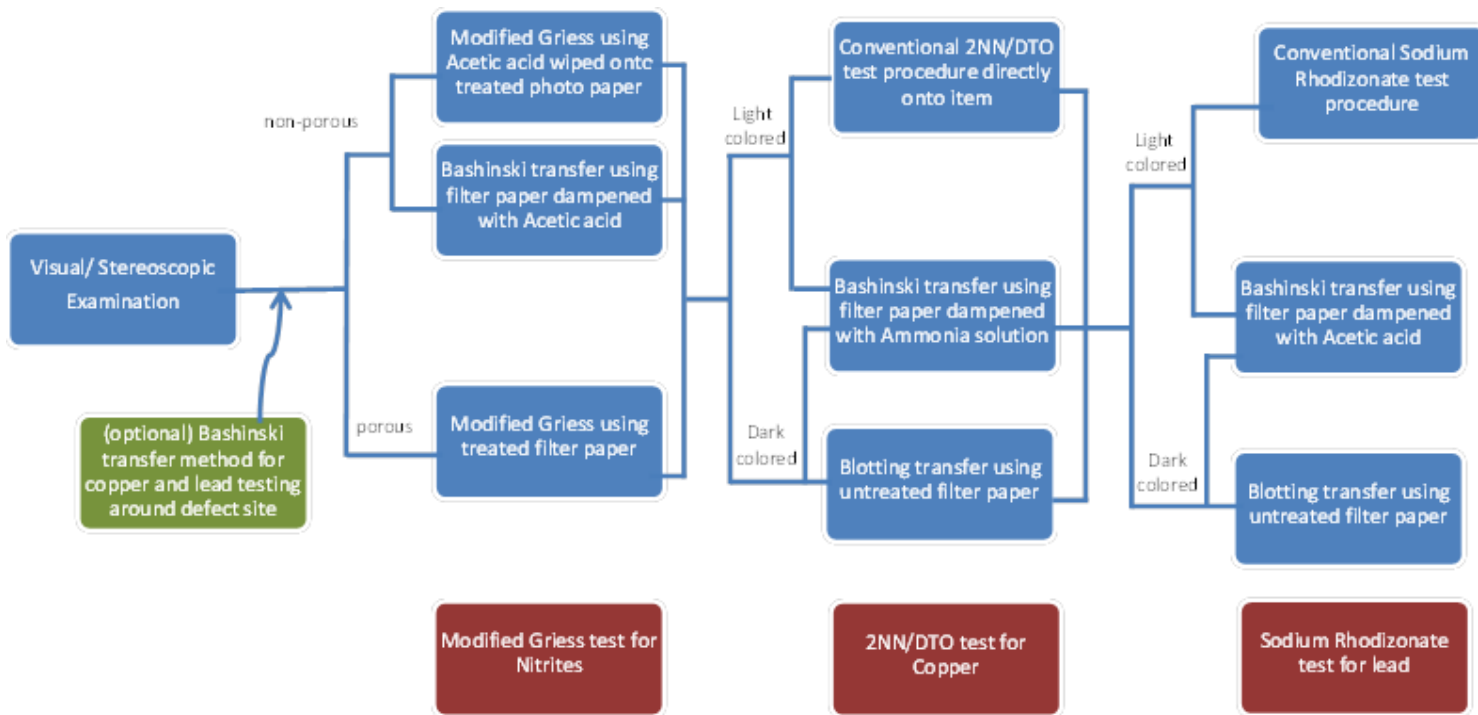 Visual/ Stereoscopic
Examination
(optional) Bashinski
transfer method for
copper and lead testing
around defect site
non-porous
porous
Modified Griess using
Acetic acid wiped ontc
treated photo paper
Bashinski transfer using
filter paper dampened
with Acetic acid
Modified Griess using
treated filter paper
Modified Griess test for
Nitrites
Light
colored
Dark
colored
Conventional 2NN/DTO
test procedure directly
onto item
Bashinski transfer using
filter paper dampened
with Ammonia solution
Blotting transfer using
untreated filter paper
2NN/DTO test for
Copper
Light
colored
Dark
colored
Conventional Sodium
Rhodizonate test
procedure
Bashinski transfer using
filter paper dampened
with Acetic acid
Blotting transfer using
untreated filter paper
Sodium Rhodizonate
test for lead